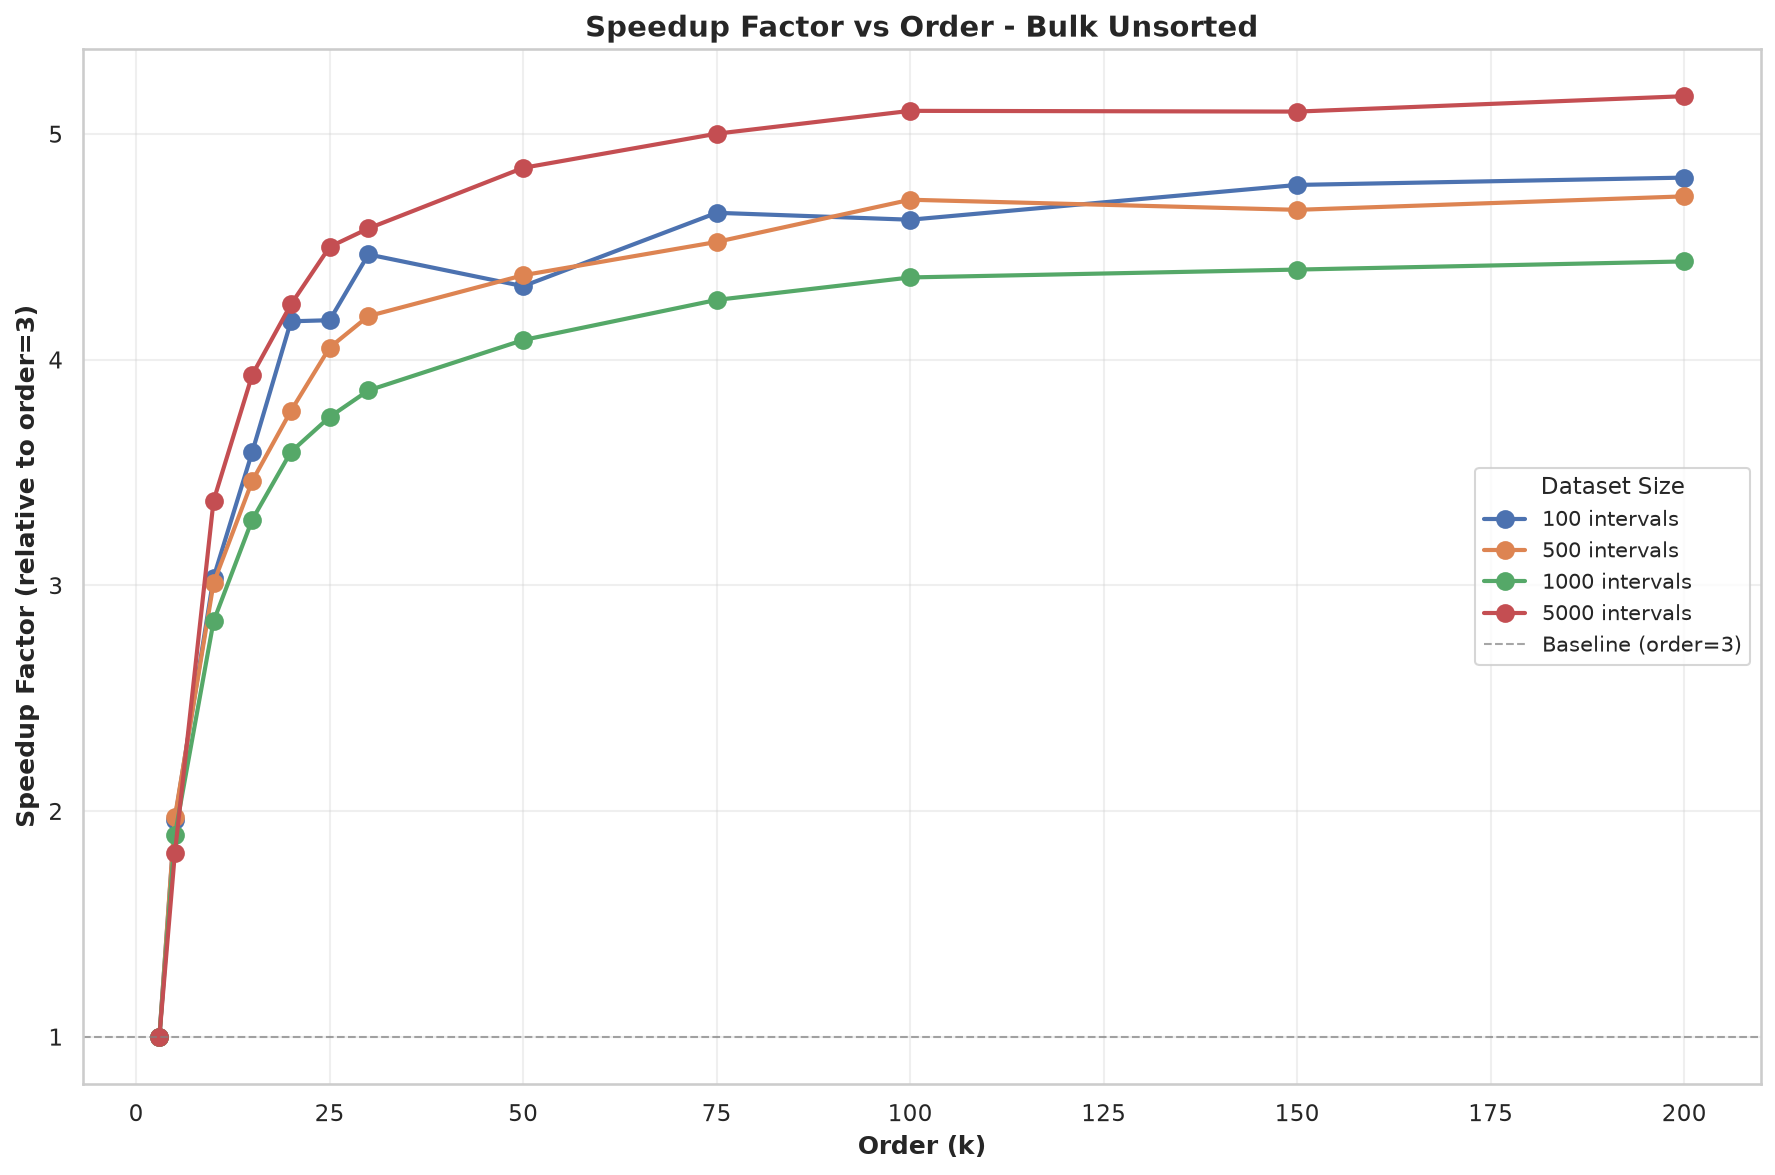 Speedup Factor vs Order - Bulk Unsorted
Speedup Factor (relative to order=3)
5
4
3
2
1
Dataset Size
100 intervals
500 intervals
1000 intervals
5000 intervals
Baseline (order=3)
0 25 50 75 100 125 150 175 200
Order (k)